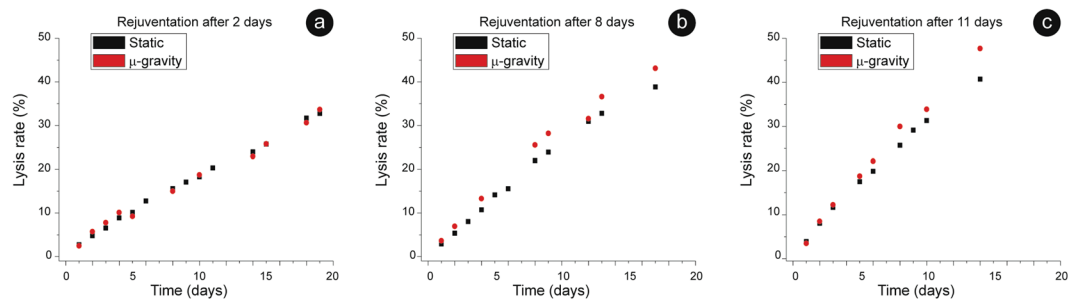 Rejuventation after 2 days
a
Static
μ-gravity
Lysis rate (%)
50
40
30
20
10
0
0 5 10 15 20
Time (days)
Rejuventation after 8 days
b
Static
μ-gravity
Lysis rate (%)
50
40
30
20
10
0
0 5 10 15 20
Time (days)
Rejuventation after 11 days
c
Static
μ-gravity
Lysis rate (%)
50
40
30
20
10
0
0 5 10 15 20
Time (days)